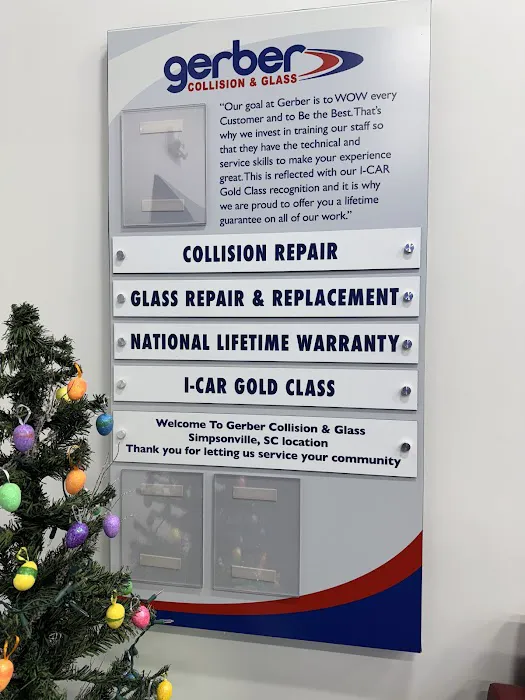 gerber
COLLISION & GLASS
"Our goal at Gerber is to WOW every
Customer and to Be the Best. That's
why we invest in training our staff so
that they have the technical and
service skills to make your experience
great. This is reflected with our I-CAR
Gold Class recognition and it is why
we are proud to offer you a lifetime
guarantee on all of our work."
COLLISION REPAIR
GLASS REPAIR & REPLACEMENT
NATIONAL LIFETIME WARRANTY
I-CAR GOLD CLASS
Welcome To Gerber Collision & Glass
Simpsonville, SC location
Thank you for letting us service your community